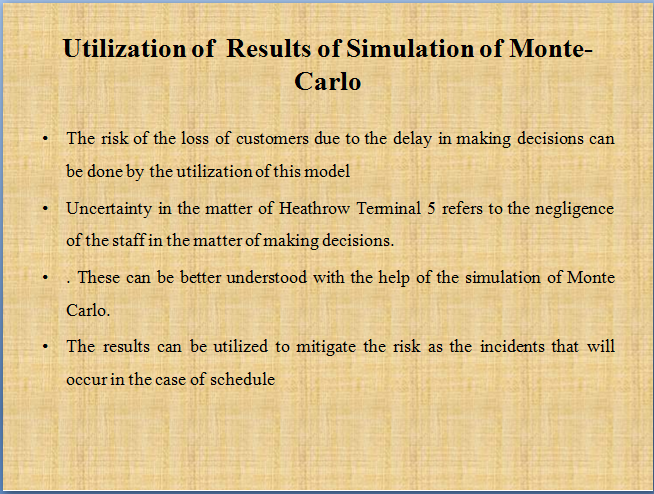 Utilization of Results of Simulation of Monte-
Carlo
• The risk of the loss of customers due to the delay in making decisions can
be done by the utilization of this model
• Uncertainty in the matter of Heathrow Terminal 5 refers to the negligence
of the staff in the matter of making decisions.
• . These can be better understood with the help of the simulation of Monte
Carlo.
• The results can be utilized to mitigate the risk as the incidents that will
occur in the case of schedule